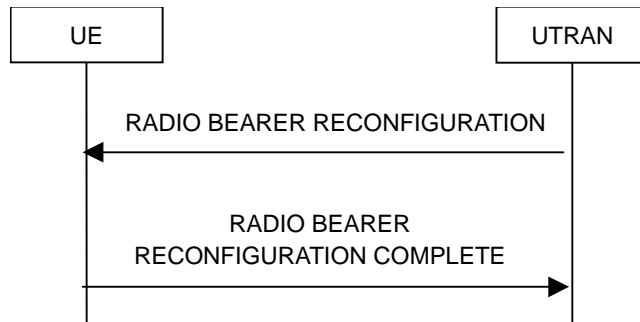 UE
UTRAN
RADIO BEARER RECONFIGURATION
RADIO BEARER
RECONFIGURATION COMPLETE